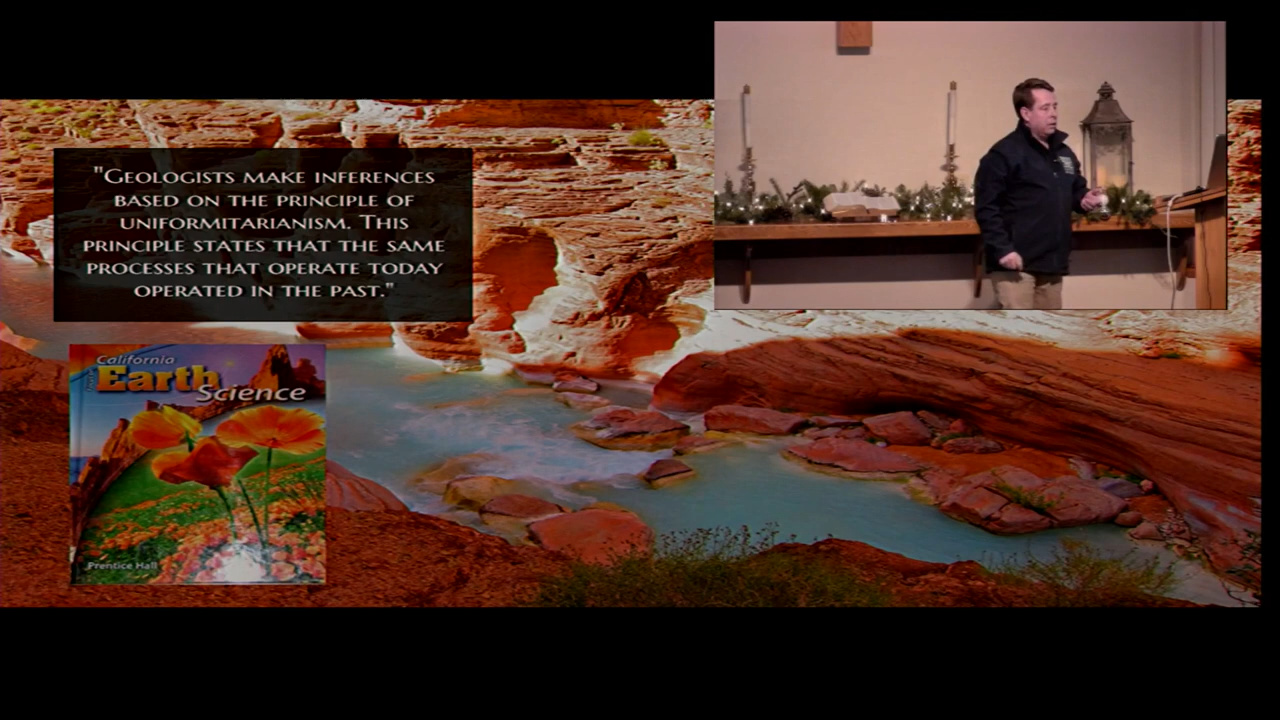 "Geologists make inferences
based on the principle of
uniformitarianism. This
principle states that the same
processes that operate today
operated in the past."
California
Earth
Science
Prentice Hall